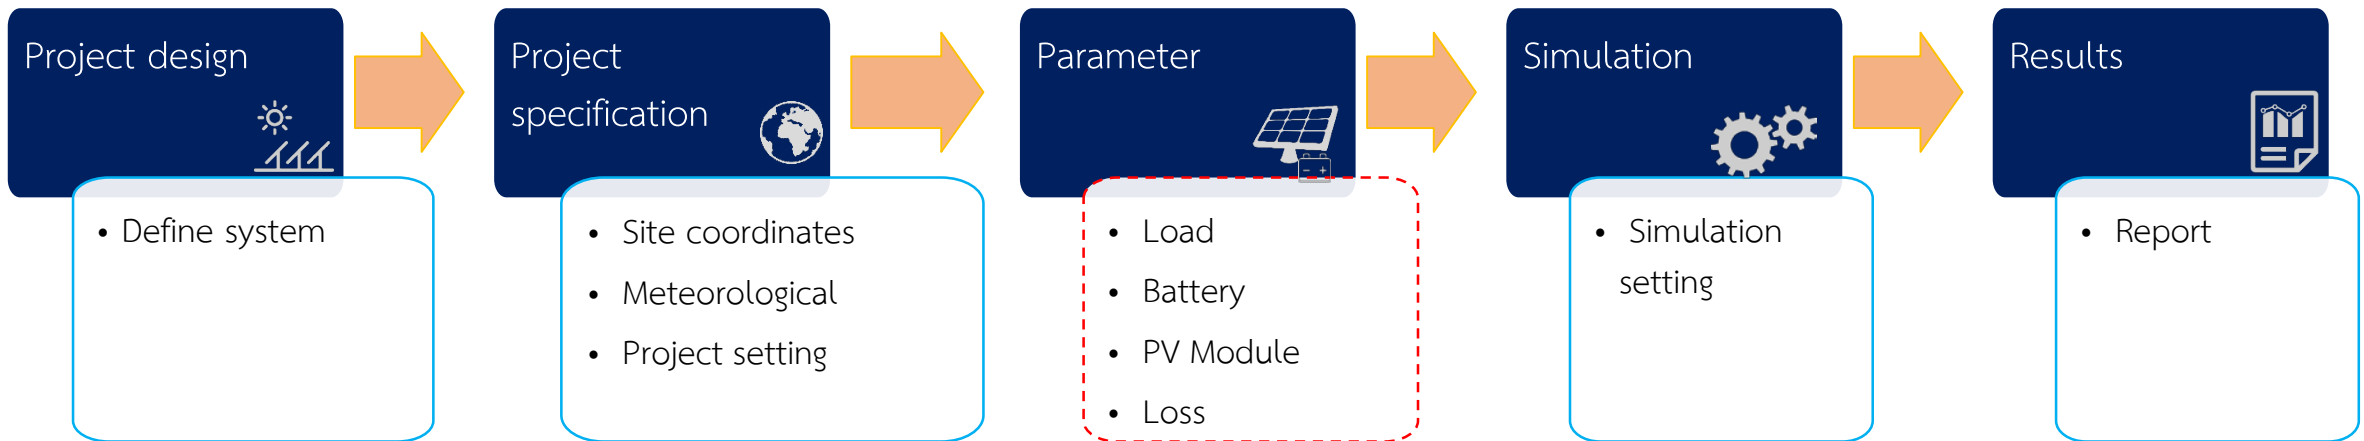 Project design
• Define system
Project
specification
• Site coordinates
• Meteorological
• Project setting
Parameter
- +
• Load
• Battery
• PV Module
• Loss
Simulation
• Simulation
setting
Results
• Report